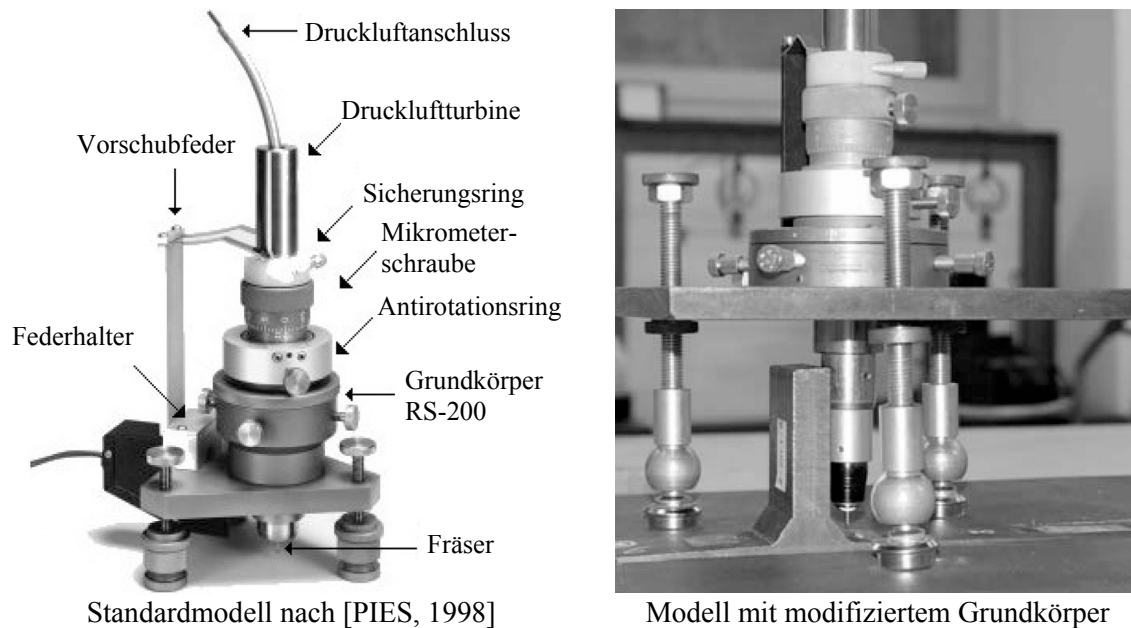 Druckluftanschluss
Druckluftturbine
Vorschubfeder
Sicherungsring
Mikrometer-
schraube
Antirotationsring
Federhalter
Grundkörper
RS-200
Fräser
Standardmodell nach [PIES, 1998]
Modell mit modifiziertem Grundkörper